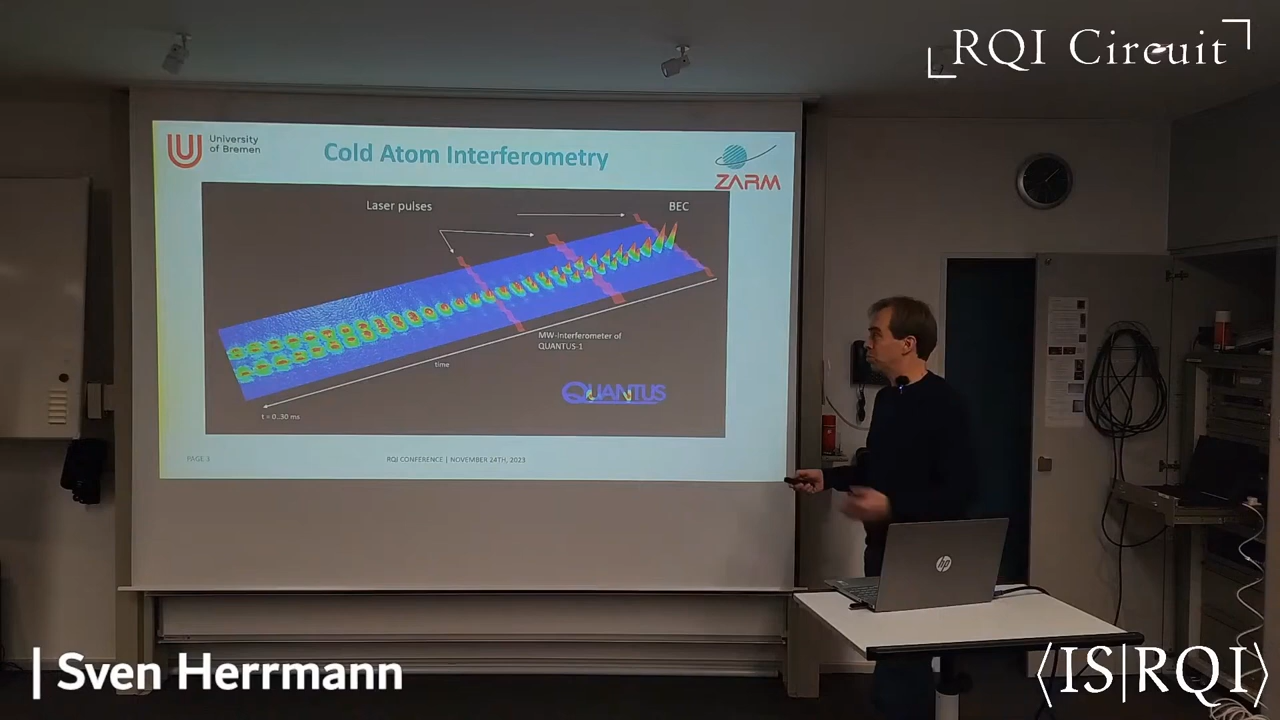 RQI Circuit
University
of Bremen
Cold Atom Interferometry
ZARM
Laser pulses
BEC
MW-Interferometer of
QUANTUS-1
time
QUANTUS
t = 0..30 ms
PAGE 3
RQI CONFERENCE | NOVEMBER 24TH, 2023
hp
| Sven Herrmann
⟨IS|RQI⟩